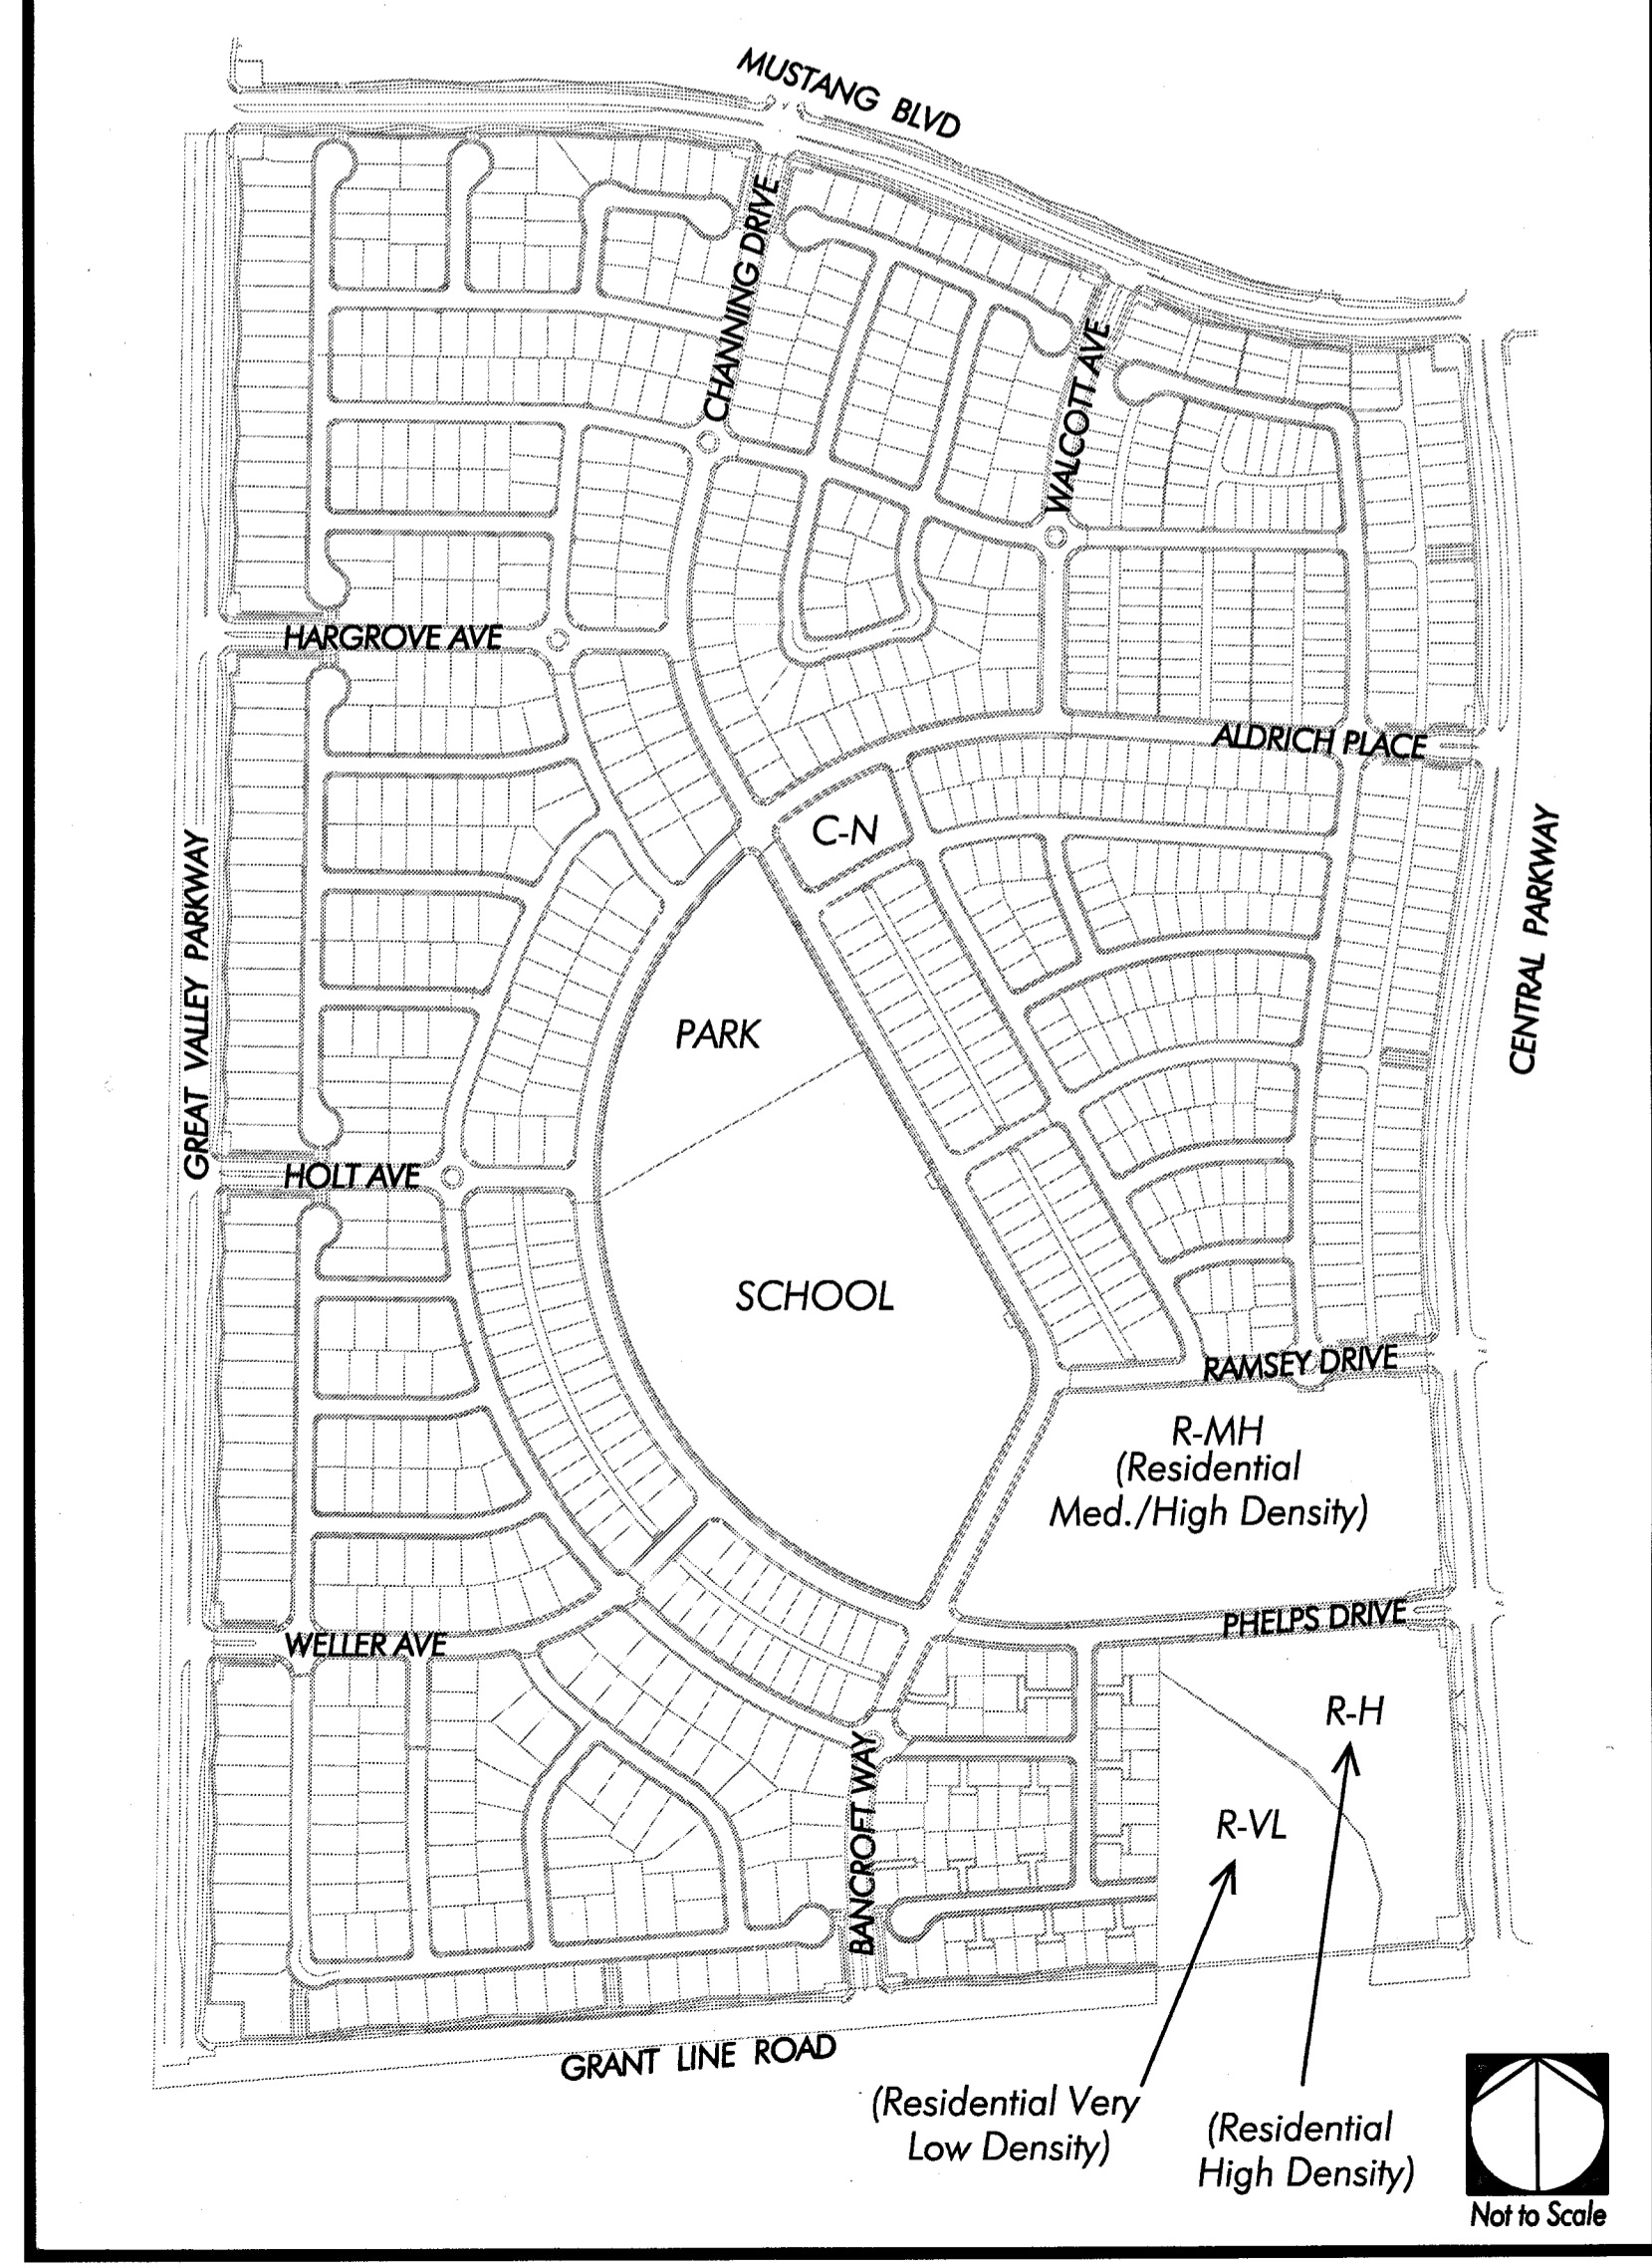 MUSTANG BLVD
CHANNING DRIVE
WALCOTT AVE
HARGROVE AVE
ALDRICH PLACE
C-N
GREAT VALLEY PARKWAY
CENTRAL PARKWAY
PARK
HOLT AVE
SCHOOL
RAMSEY DRIVE
R-MH
(Residential
Med./High Density)
PHELPS DRIVE
WELLER AVE
R-H
BANCROFT WAY
R-VL
GRANT LINE ROAD
(Residential Very
Low Density)
(Residential
High Density)
Not to Scale